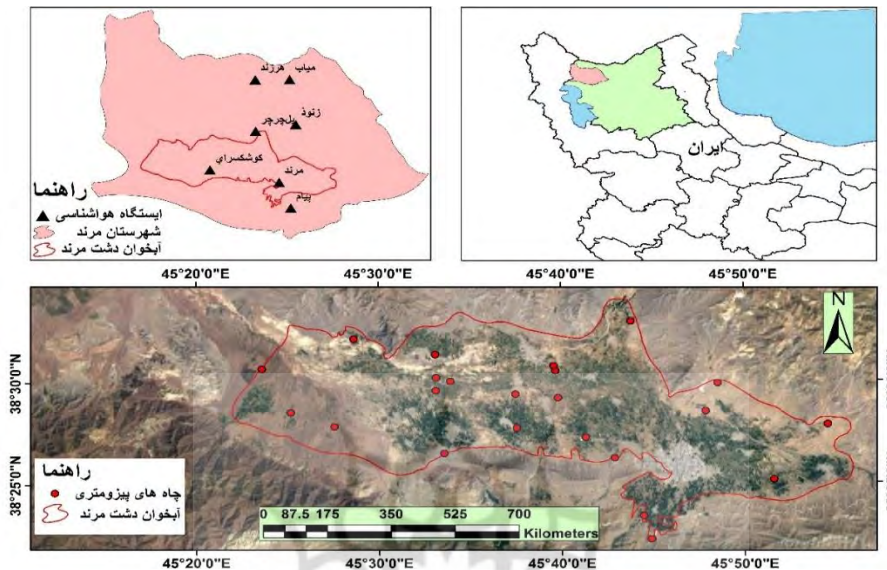 میاب
هرزند
زنوذ
پل‌چرچر
کوشکسرای
مرند
پیام
راهنما
ایستگاه هواشناسی
شهرستان مرند
آبخوان دشت مرند
ایران
45°20'0"E 45°30'0"E 45°40'0"E 45°50'0"E
N
38°30'0"N
38°25'0"N
راهنما
چاه های پیزومتری
آبخوان دشت مرند
0 87.5 175 350 525 700
Kilometers
45°20'0"E 45°30'0"E 45°40'0"E 45°50'0"E